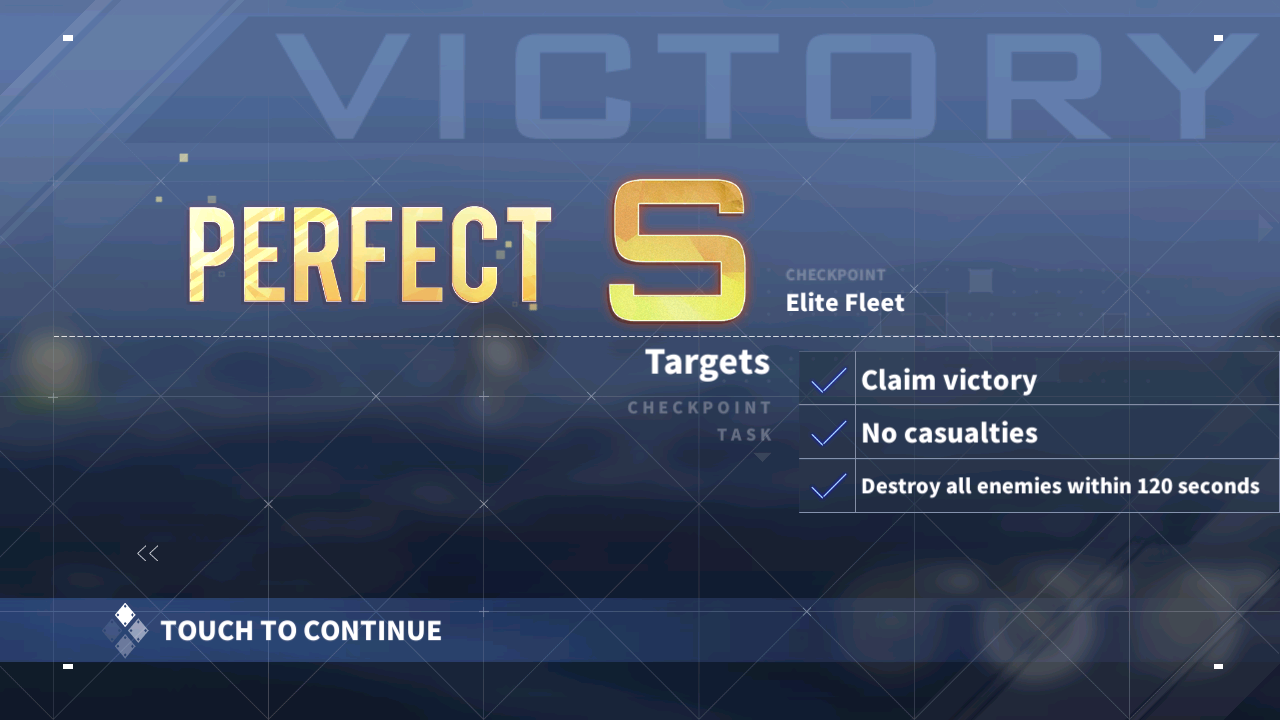 VICTORY
PERFECT S
CHECKPOINT
Elite Fleet
Targets
CHECKPOINT
TASK
Claim victory
No casualties
Destroy all enemies within 120 seconds
TOUCH TO CONTINUE